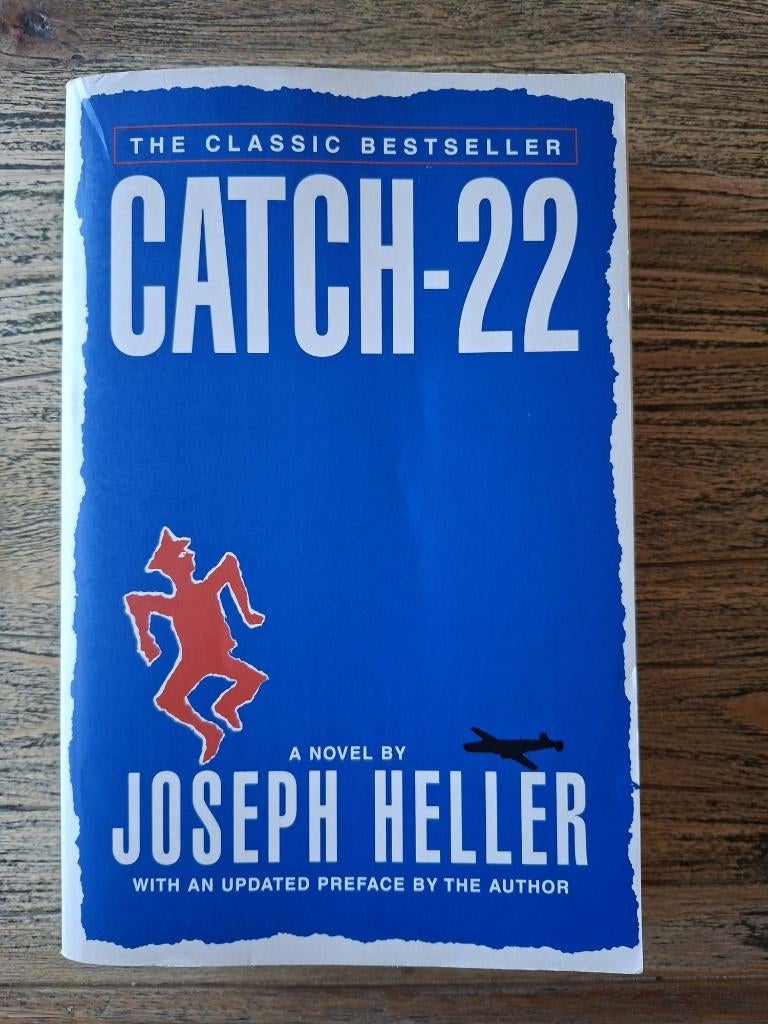 THE CLASSIC BESTSELLER
CATCH-22
A NOVEL BY
JOSEPH HELLER
WITH AN UPDATED PREFACE BY THE AUTHOR